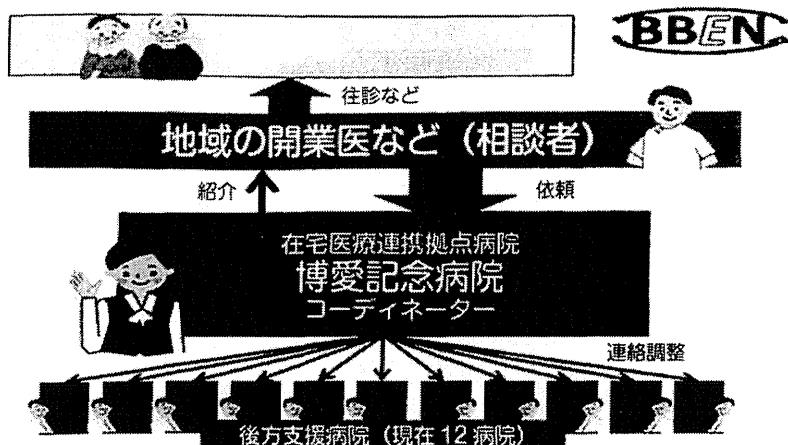 BBEN
往診など
地域の開業医など（相談者）
紹介
依頼
在宅医療連携拠点病院
博愛記念病院
コーディネーター
連絡調整
後方支援病院（現在12病院）